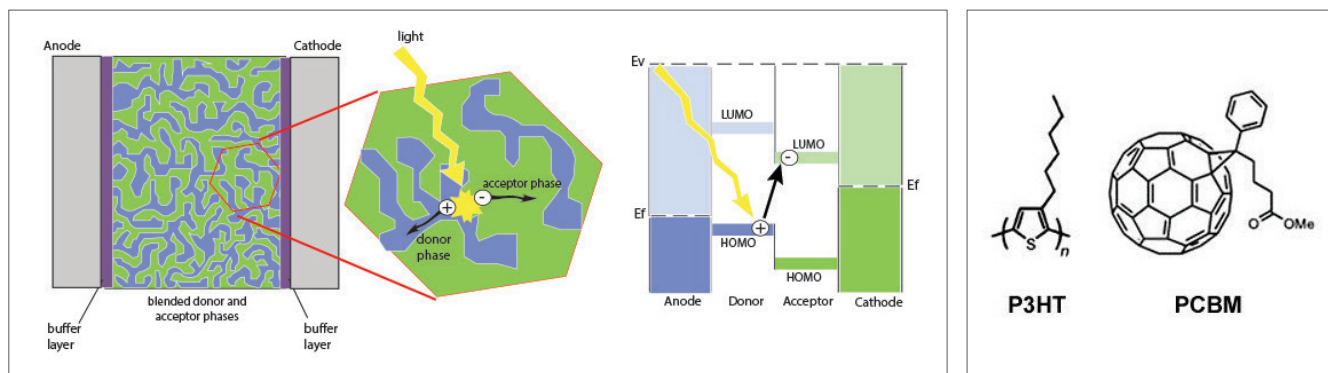 Anode
Cathode
buffer
layer
blended donor and
acceptor phases
buffer
layer
light
acceptor phase
donor
phase
+
-
Ev
LUMO
LUMO
-
Ef
Ef
+
HOMO
HOMO
Anode Donor Acceptor Cathode
S
n
O
OMe
P3HT
PCBM